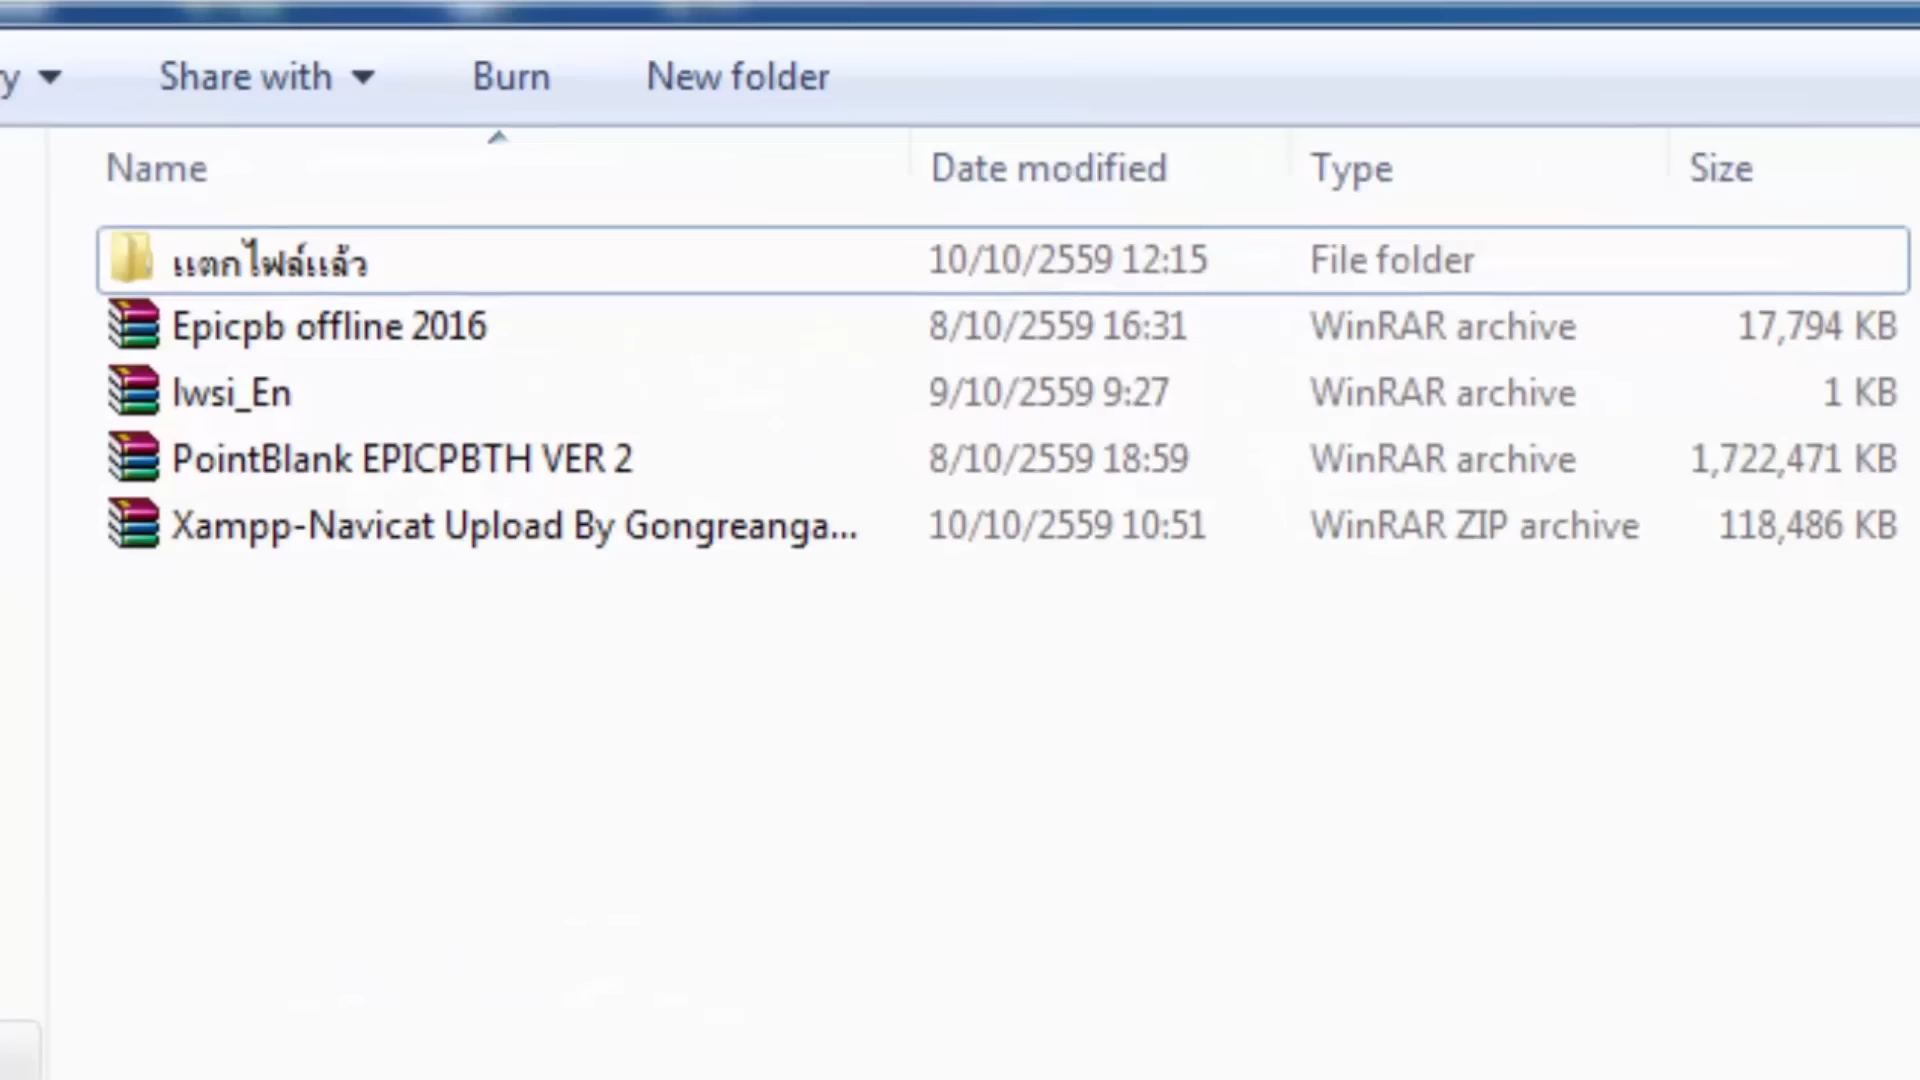 Share with Burn New folder
Name Date modified Type Size
แตกไฟล์แล้ว 10/10/2559 12:15 File folder
Epicpb offline 2016 8/10/2559 16:31 WinRAR archive 17,794 KB
lwsi_En 9/10/2559 9:27 WinRAR archive 1 KB
PointBlank EPICPBTH VER 2 8/10/2559 18:59 WinRAR archive 1,722,471 KB
Xampp-Navicat Upload By Gongreanga... 10/10/2559 10:51 WinRAR ZIP archive 118,486 KB